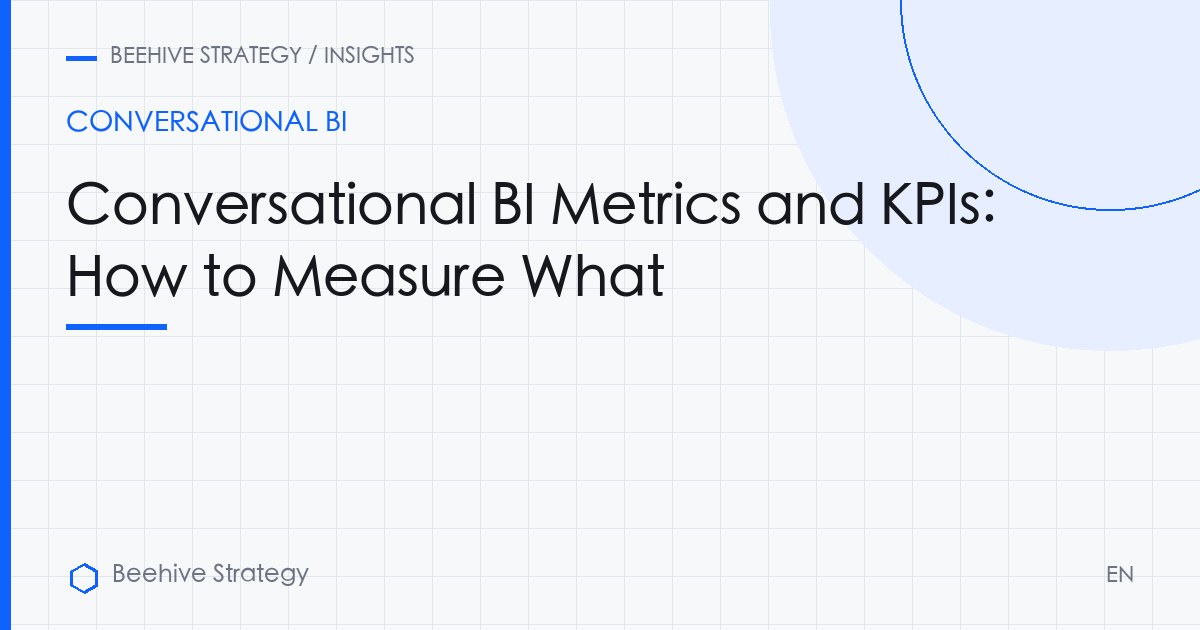 BEEHIVE STRATEGY / INSIGHTS
CONVERSATIONAL BI
Conversational BI Metrics and KPIs:
How to Measure What
Beehive Strategy
EN